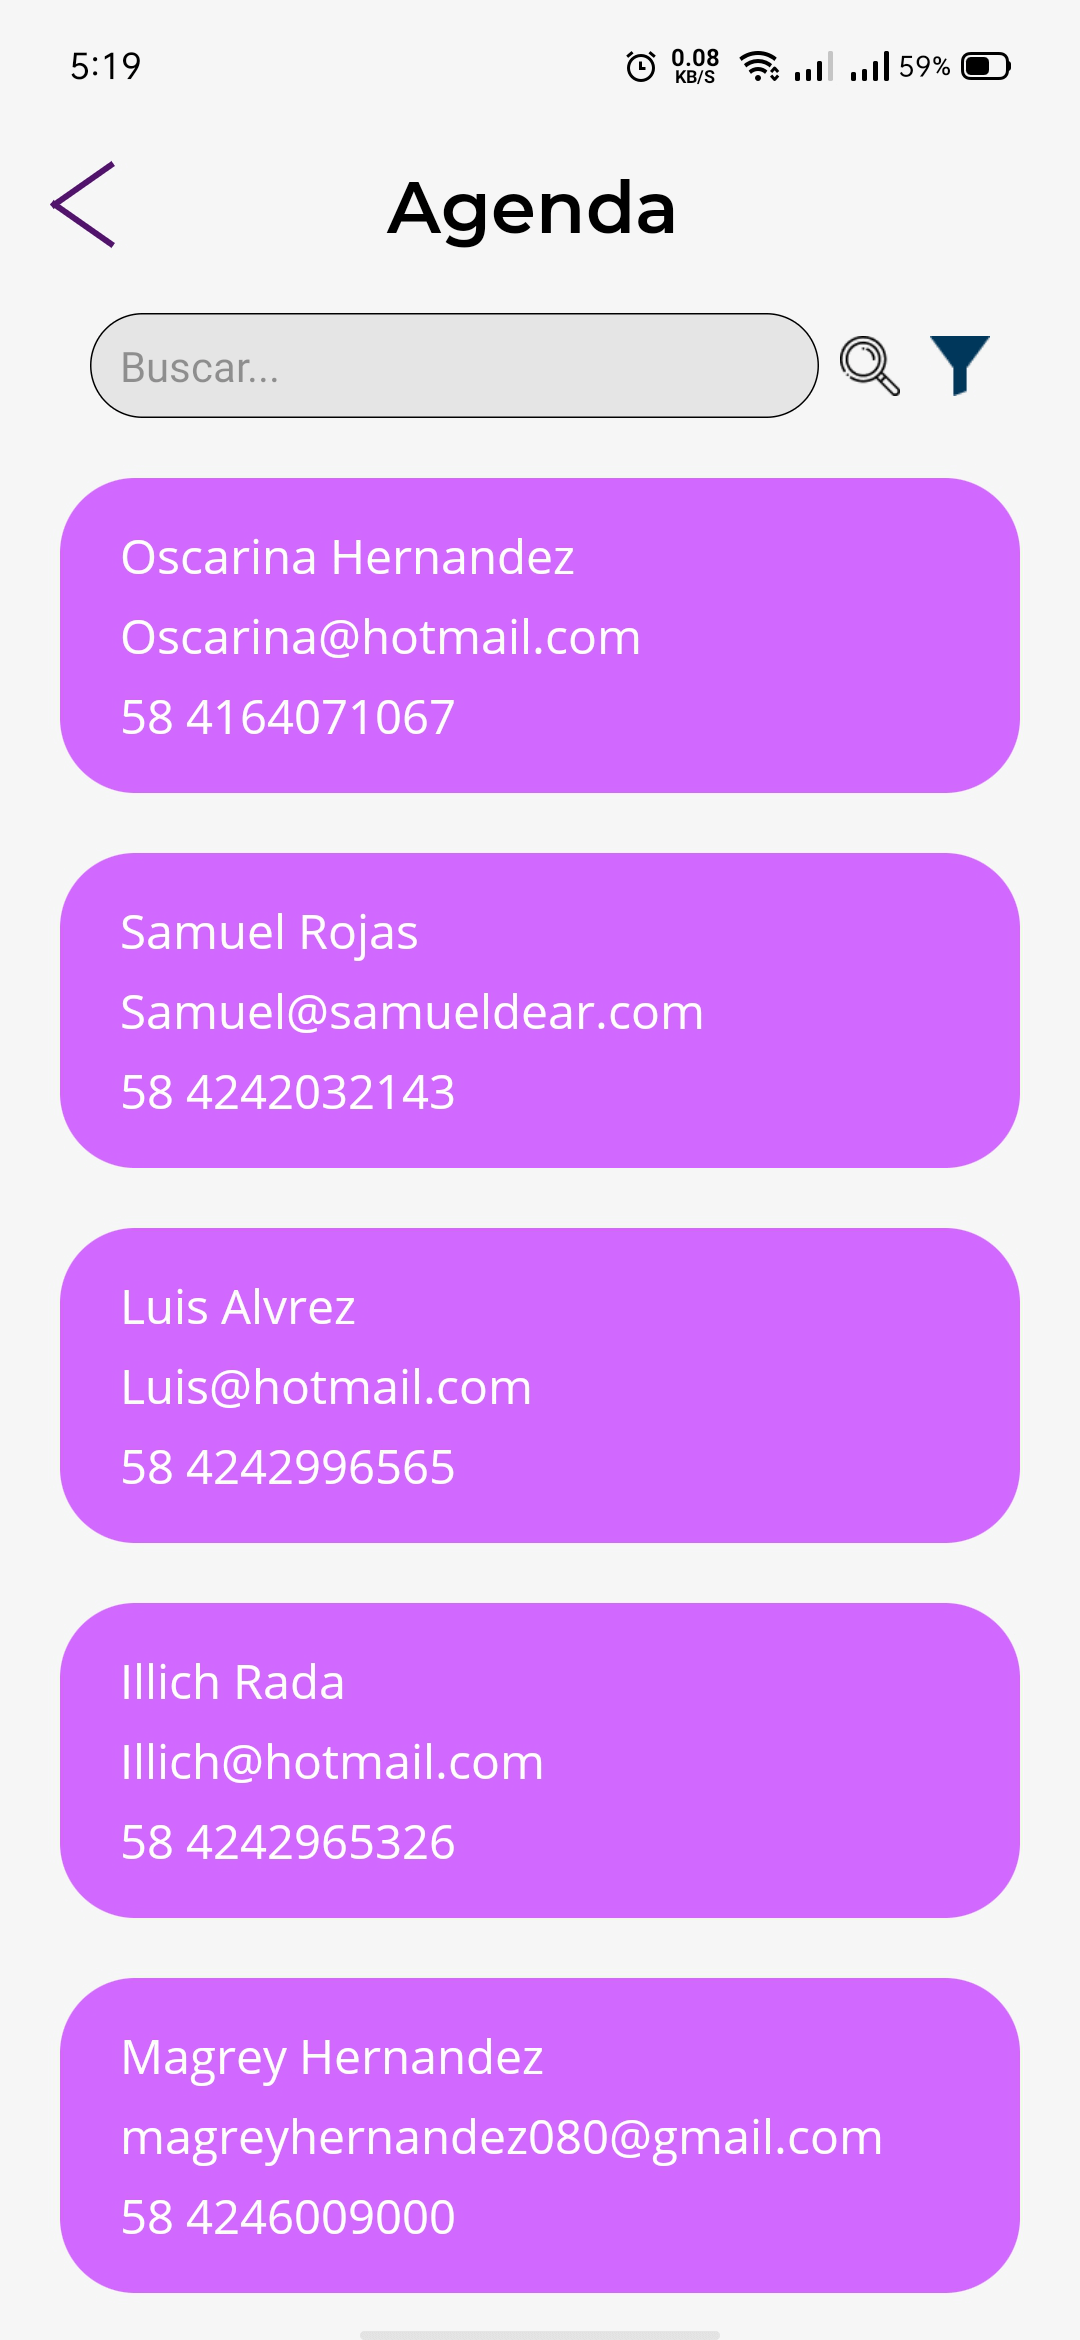 5:19
0.08
KB/S
59%
Agenda
Buscar...
Oscarina Hernandez
Oscarina@hotmail.com
58 4164071067
Samuel Rojas
Samuel@samueldear.com
58 4242032143
Luis Alvrez
Luis@hotmail.com
58 4242996565
Illich Rada
Illich@hotmail.com
58 4242965326
Magrey Hernandez
magreyhernandez080@gmail.com
58 4246009000